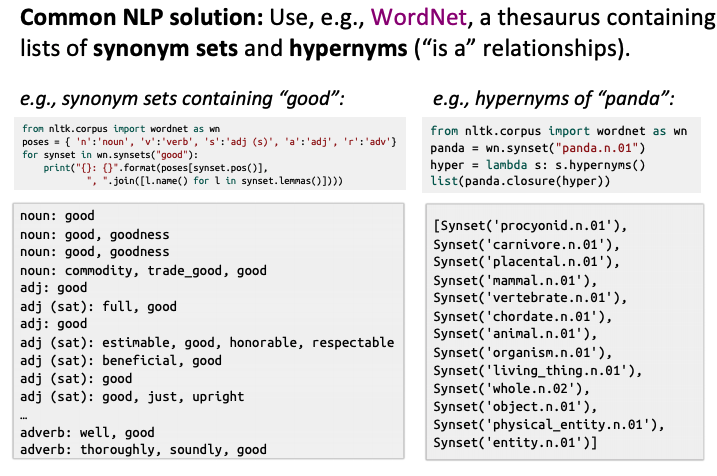 Common NLP solution: Use, e.g., WordNet, a thesaurus containing
lists of synonym sets and hypernyms (“is a” relationships).
e.g., synonym sets containing “good”:
from nltk.corpus import wordnet as wn
poses = { 'n':'noun', 'v':'verb', 's':'adj (s)', 'a':'adj', 'r':'adv'}
for synset in wn.synsets("good"):
    print("{}: {}".format(poses[synset.pos()],
        ", ".join([l.name() for l in synset.lemmas()])))
noun: good
noun: good, goodness
noun: good, goodness
noun: commodity, trade_good, good
adj: good
adj (sat): full, good
adj: good
adj (sat): estimable, good, honorable, respectable
adj (sat): beneficial, good
adj (sat): good
adj (sat): good, just, upright
…
adverb: well, good
adverb: thoroughly, soundly, good
e.g., hypernyms of “panda”:
from nltk.corpus import wordnet as wn
panda = wn.synset("panda.n.01")
hyper = lambda s: s.hypernyms()
list(panda.closure(hyper))
[Synset('procyonid.n.01'),
Synset('carnivore.n.01'),
Synset('placental.n.01'),
Synset('mammal.n.01'),
Synset('vertebrate.n.01'),
Synset('chordate.n.01'),
Synset('animal.n.01'),
Synset('organism.n.01'),
Synset('living_thing.n.01'),
Synset('whole.n.02'),
Synset('object.n.01'),
Synset('physical_entity.n.01'),
Synset('entity.n.01')]